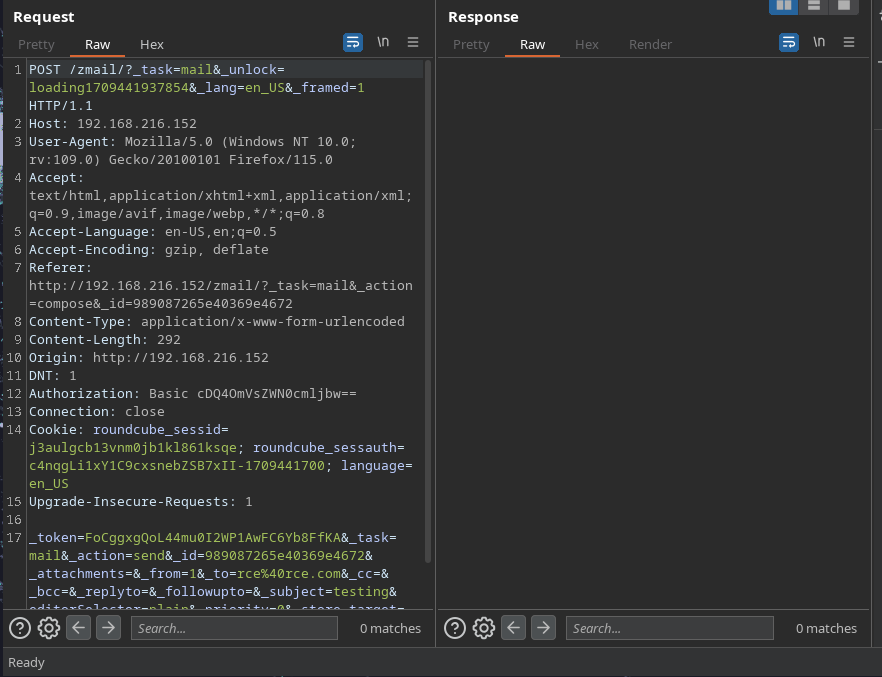 Request
Pretty Raw Hex \n
1 POST /zmail/?_task=mail&_unlock=
loading1709441937854&_lang=en_US&_framed=1
HTTP/1.1
2 Host: 192.168.216.152
3 User-Agent: Mozilla/5.0 (Windows NT 10.0;
rv:109.0) Gecko/20100101 Firefox/115.0
4 Accept:
text/html,application/xhtml+xml,application/xml;
q=0.9,image/avif,image/webp,*/*;q=0.8
5 Accept-Language: en-US,en;q=0.5
6 Accept-Encoding: gzip, deflate
7 Referer:
http://192.168.216.152/zmail/?_task=mail&_action
=compose&_id=989087265e40369e4672
8 Content-Type: application/x-www-form-urlencoded
9 Content-Length: 292
10 Origin: http://192.168.216.152
11 DNT: 1
12 Authorization: Basic cDQ4OmVsZWN0cmljbw==
13 Connection: close
14 Cookie: roundcube_sessid=
j3aulgcb13vnm0jb1kl861ksqe; roundcube_sessauth=
c4nqgLi1xY1C9cxsnebZSB7xII-1709441700; language=
en_US
15 Upgrade-Insecure-Requests: 1
16
17
_token=FoCggxgQoL44mu0I2WP1AwFC6Yb8FfKA&_task=
mail&_action=send&_id=989087265e40369e4672&
_attachments=&_from=1&_to=rce%40rce.com&_cc=&
_bcc=&_replyto=&_followupto=&_subject=testing&
editorSelector=plain&_priority=0&_store_target=
Search... 0 matches
Response
Pretty Raw Hex Render \n
Search... 0 matches
Ready